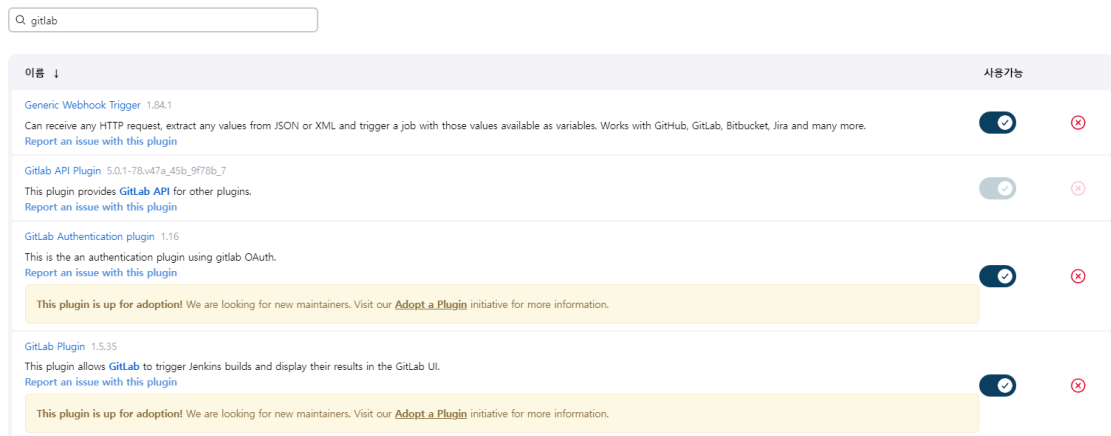 gitlab
이름 ↓ 사용가능
Generic Webhook Trigger 1.84.1
Can receive any HTTP request, extract any values from JSON or XML and trigger a job with those values available as variables. Works with GitHub, GitLab, Bitbucket, Jira and many more.
Report an issue with this plugin
Gitlab API Plugin 5.0.1-78.v47a_45b_9f78b_7
This plugin provides GitLab API for other plugins.
Report an issue with this plugin
GitLab Authentication plugin 1.16
This is the an authentication plugin using gitlab OAuth.
Report an issue with this plugin
This plugin is up for adoption! We are looking for new maintainers. Visit our Adopt a Plugin initiative for more information.
GitLab Plugin 1.5.35
This plugin allows GitLab to trigger Jenkins builds and display their results in the GitLab UI.
Report an issue with this plugin
This plugin is up for adoption! We are looking for new maintainers. Visit our Adopt a Plugin initiative for more information.